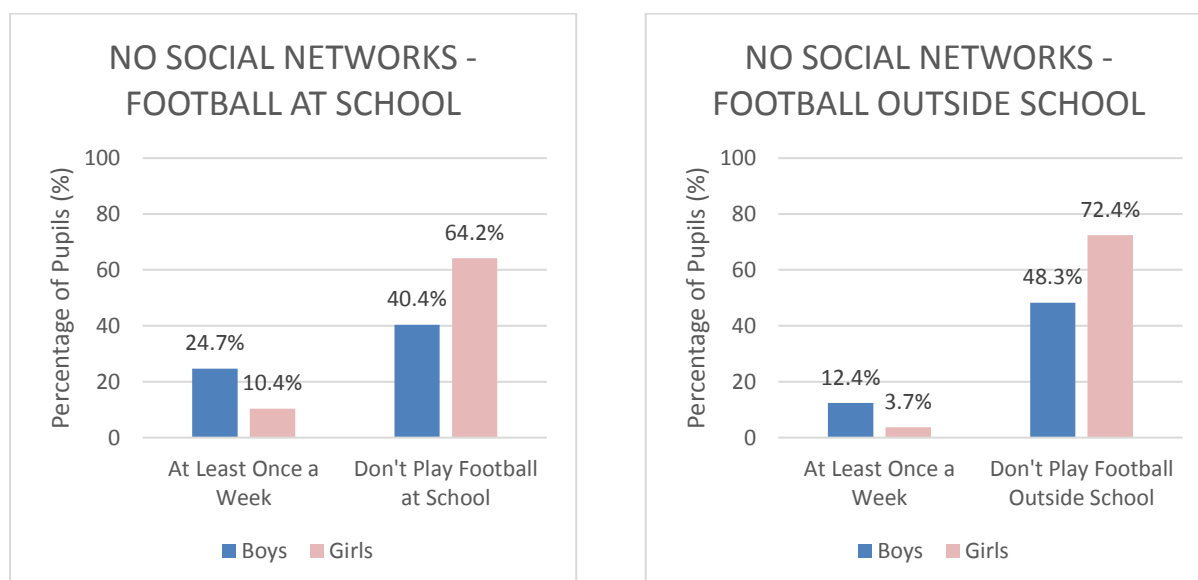 NO SOCIAL NETWORKS -
FOOTBALL AT SCHOOL
Percentage of Pupils (%)
100
80
60
40
20
0
24.7%
10.4%
40.4%
64.2%
At Least Once a
Week
Don't Play Football
at School
Boys
Girls
NO SOCIAL NETWORKS -
FOOTBALL OUTSIDE SCHOOL
Percentage of Pupils (%)
100
80
60
40
20
0
12.4%
3.7%
48.3%
72.4%
At Least Once a
Week
Don't Play Football
Outside School
Boys
Girls